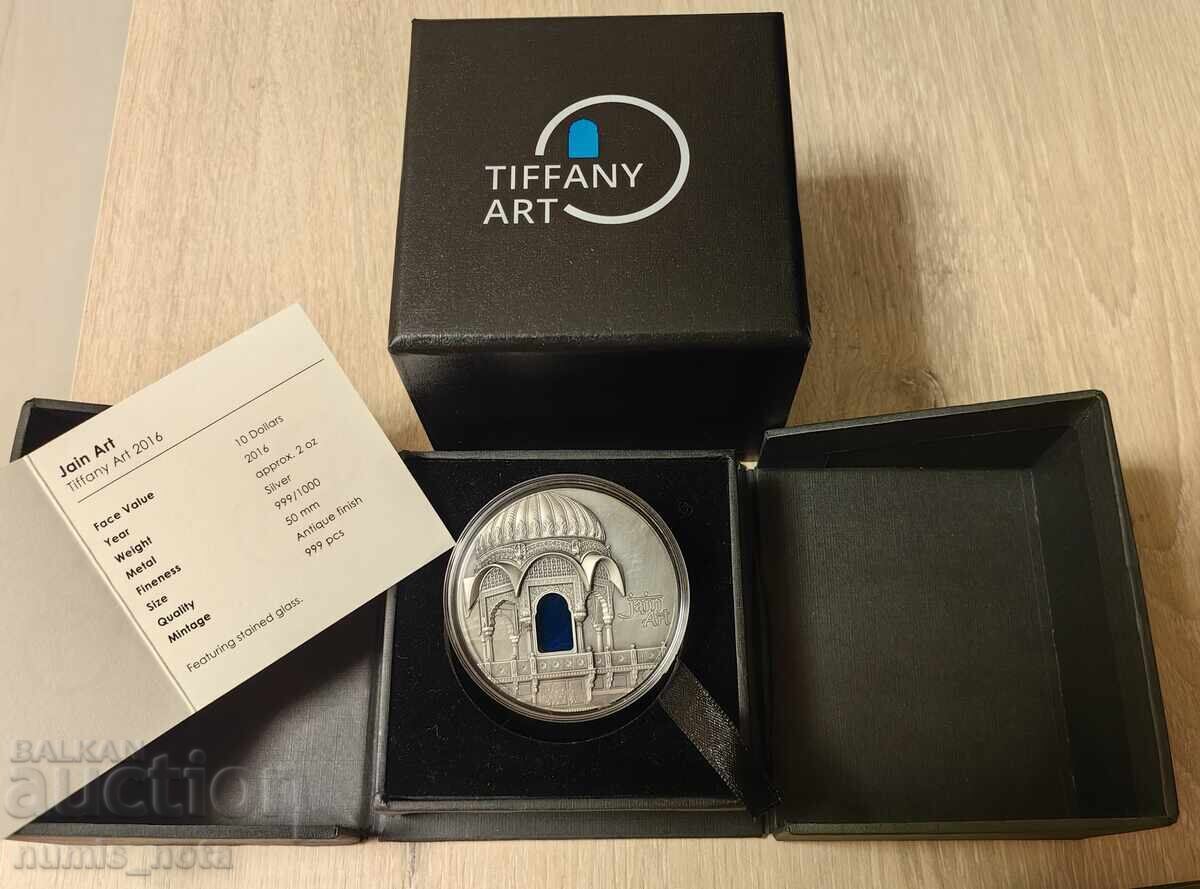 TIFFANY
ART
Jain Art
Tiffany Art 2016
Face Value 10 Dollars
Year 2016
Weight approx. 2 oz
Metal Silver
Fineness 999/1000
Size 50 mm
Quality Antique finish
Mintage 999 pcs
Featuring stained glass.
Jain
Art
BALKAN
auction
numis_nota